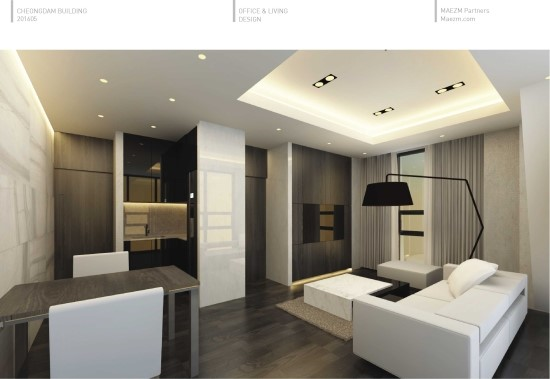 CHEONGDAM BUILDING
201405
OFFICE & LIVING
DESIGN
MAEZM Partners
Maezm.com